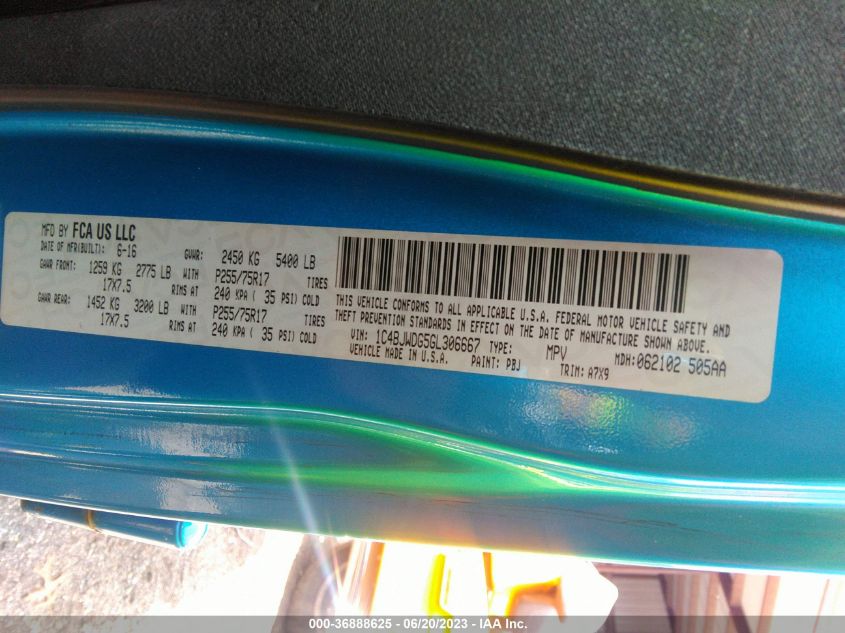 MFD BY FCA US LLC
DATE OF MFR(BUILT): 6-16 GVWR: 2450 KG 5400 LB
GAWR FRONT: 1259 KG 2775 LB WITH P255/75R17 TIRES
17X7.5 RIMS AT 240 KPA ( 35 PSI) COLD
GAWR REAR: 1452 KG 3200 LB WITH P255/75R17 TIRES
17X7.5 RIMS AT 240 KPA ( 35 PSI) COLD
THIS VEHICLE CONFORMS TO ALL APPLICABLE U.S.A. FEDERAL MOTOR VEHICLE SAFETY AND
THEFT PREVENTION STANDARDS IN EFFECT ON THE DATE OF MANUFACTURE SHOWN ABOVE.
VIN: 1C4BJWDG5GL306667 TYPE: MPV MDH:062102 505AA
VEHICLE MADE IN U.S.A. PAINT: PBJ TRIM: A7X9
000-36888625 - 06/20/2023 - IAA Inc.